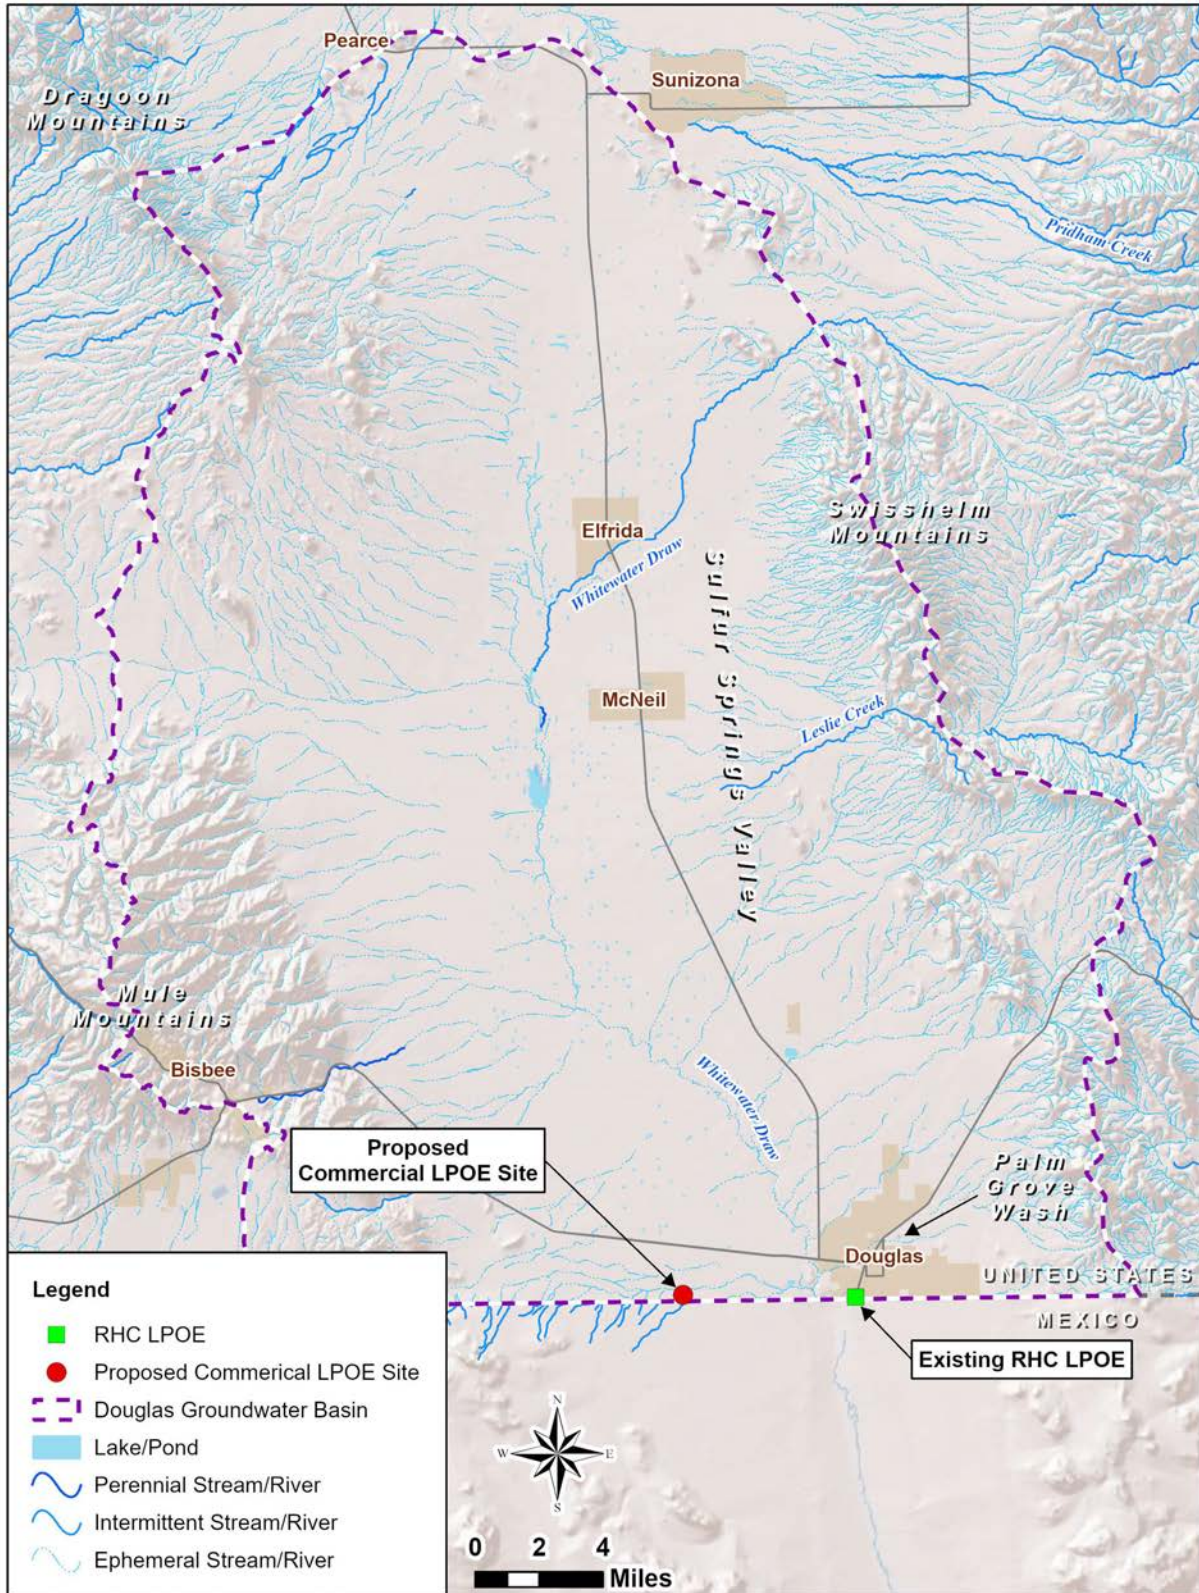 Pearce
Sunizona
Dragoon
Mountains
Pridham Creek
Swisshelm
Mountains
Elfrida
Whitewater Draw
Sulfur Springs Valley
McNeil
Leslie Creek
Mule
Mountains
Bisbee
Whitewater Draw
Proposed
Commercial LPOE Site
Palm
Grove
Wash
Douglas
UNITED STATES
MEXICO
Existing RHC LPOE
Legend
RHC LPOE
Proposed Commerical LPOE Site
Douglas Groundwater Basin
Lake/Pond
Perennial Stream/River
Intermittent Stream/River
Ephemeral Stream/River
N
W
E
S
0 2 4
Miles